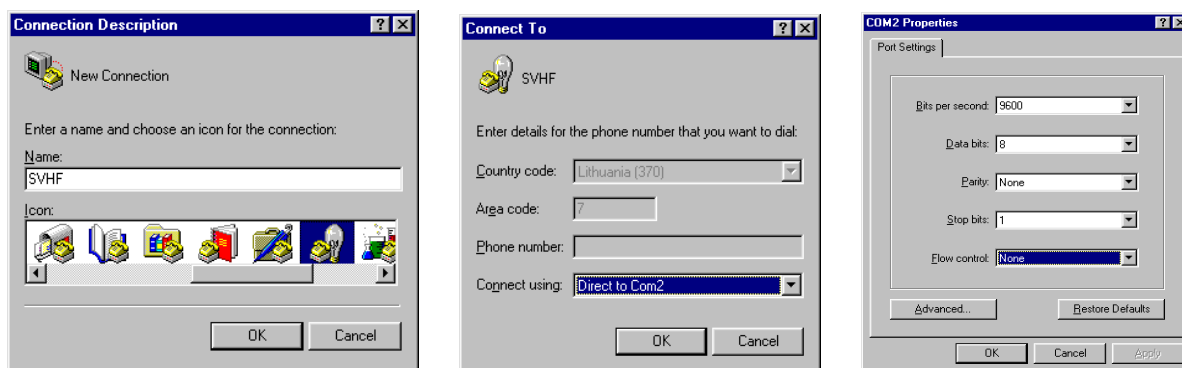 Connection Description
New Connection
Enter a name and choose an icon for the connection:
Name:
SVHF
Icon:
OK Cancel
Connect To
SVHF
Enter details for the phone number that you want to dial:
Country code: Lithuania (370)
Area code: 7
Phone number:
Connect using: Direct to Com2
OK Cancel
COM2 Properties
Port Settings
Bits per second: 9600
Data bits: 8
Parity: None
Stop bits: 1
Flow control: None
Advanced... Restore Defaults
OK Cancel Apply